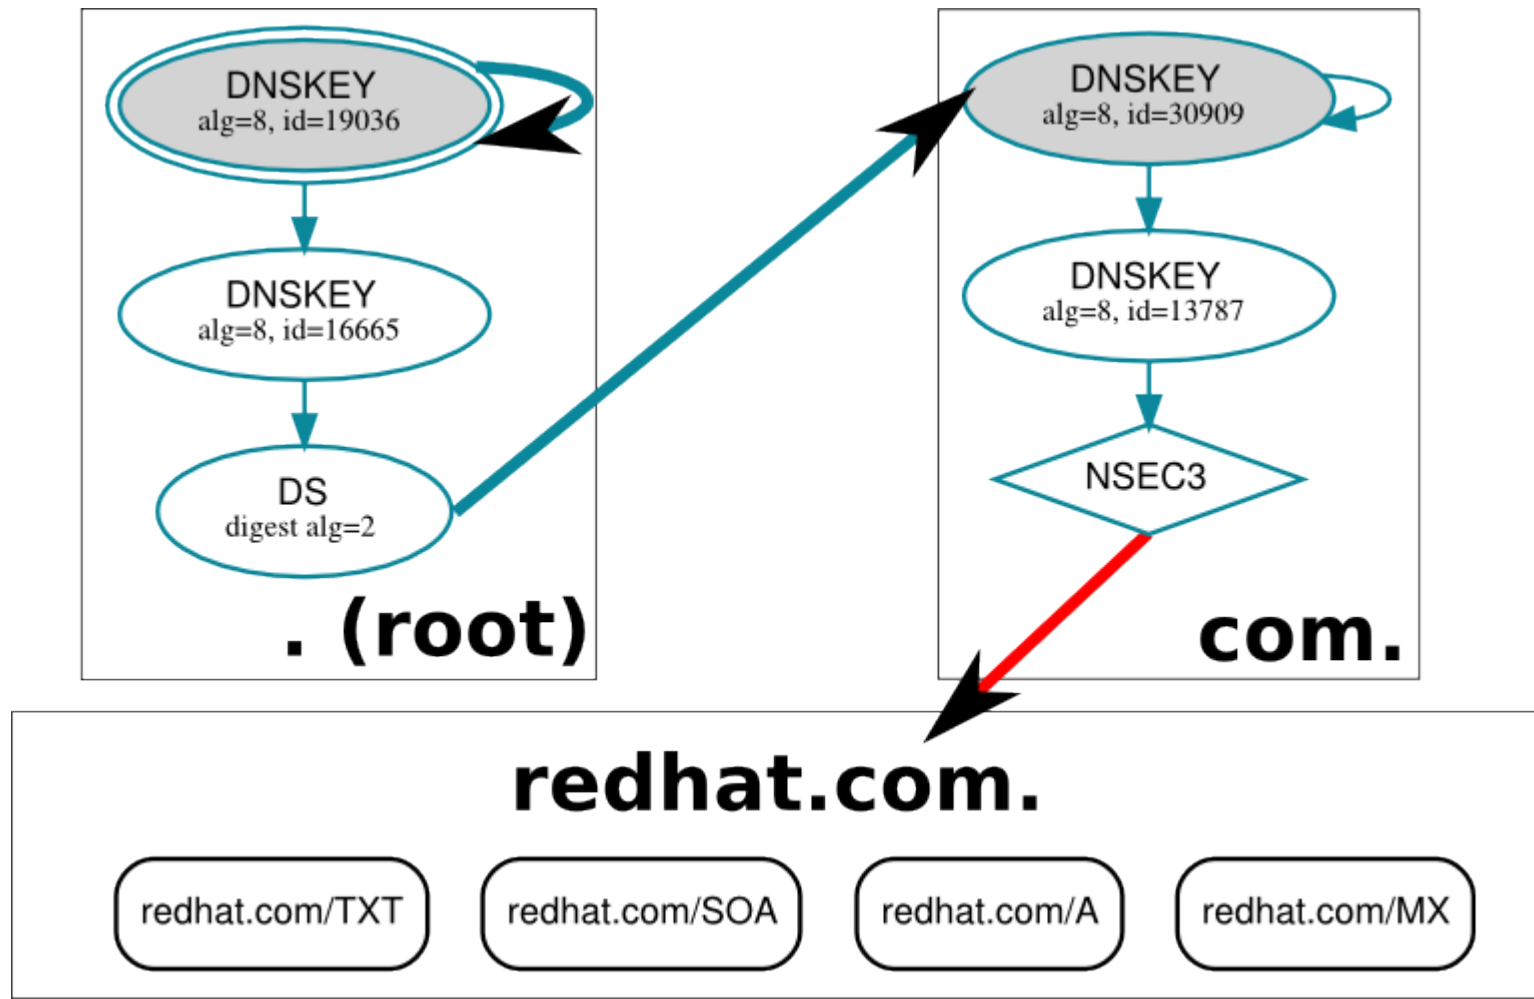 DNSKEY
alg=8, id=19036
DNSKEY
alg=8, id=16665
DS
digest alg=2
. (root)
DNSKEY
alg=8, id=30909
DNSKEY
alg=8, id=13787
NSEC3
com.
redhat.com.
redhat.com/TXT
redhat.com/SOA
redhat.com/A
redhat.com/MX